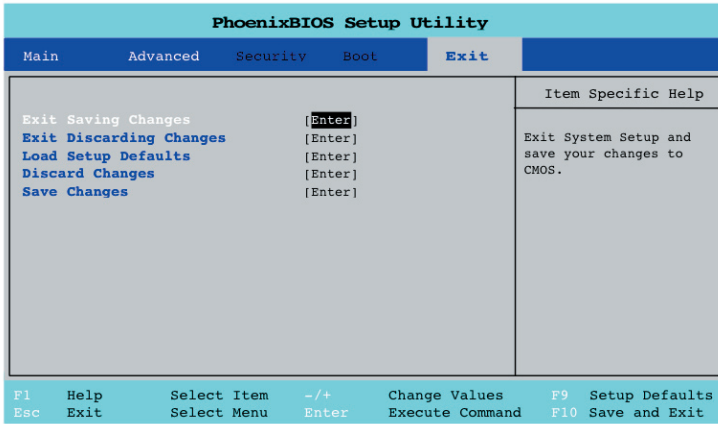 PhoenixBIOS Setup Utility
Main Advanced Security Boot Exit
Item Specific Help
Exit Saving Changes [Enter]
Exit Discarding Changes [Enter]
Load Setup Defaults [Enter]
Discard Changes [Enter]
Save Changes [Enter]
Exit System Setup and
save your changes to
CMOS.
F1 Help Select Item -/+ Change Values F9 Setup Defaults
Esc Exit Select Menu Enter Execute Command F10 Save and Exit